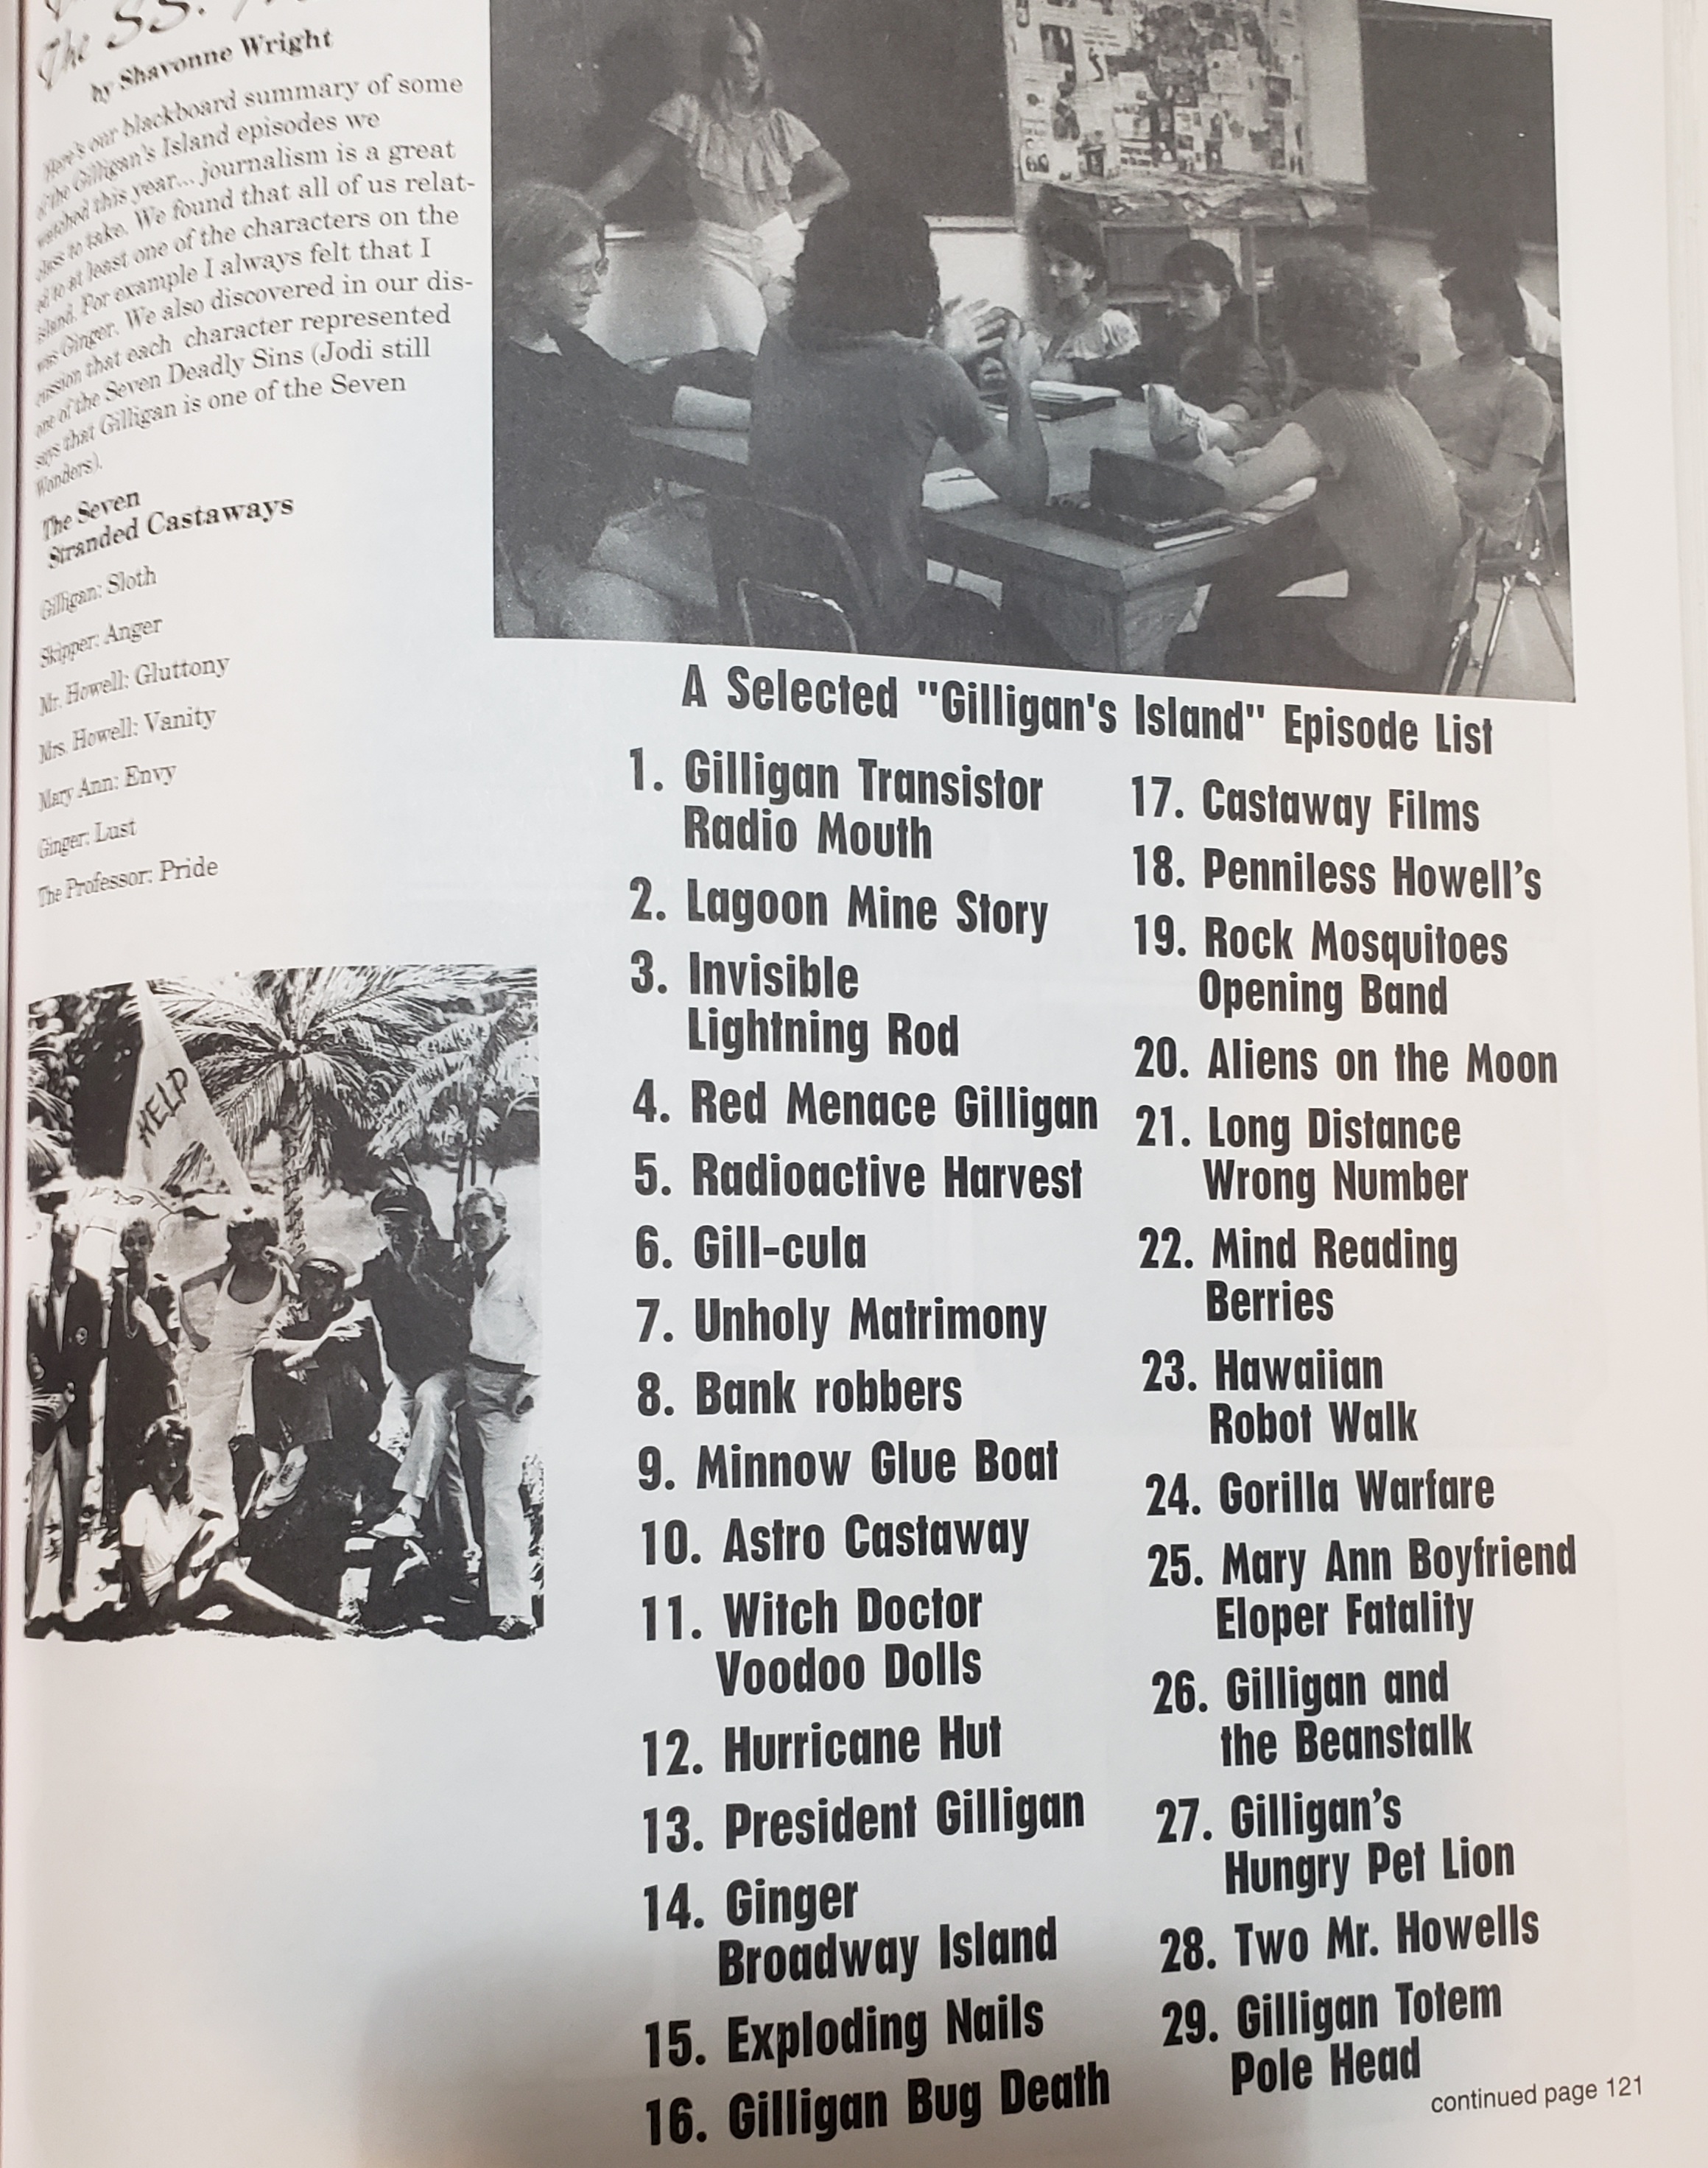 The SS.
by Shavonne Wright
Here's our blackboard summary of some
of the Gilligan's Island episodes we
watched this year... journalism is a great
class to take. We found that all of us relat-
ed to at least one of the characters on the
island. For example I always felt that I
was Ginger. We also discovered in our dis-
cussion that each character represented
one of the Seven Deadly Sins (Jodi still
says that Gilligan is one of the Seven
Wonders).
The Seven
Stranded Castaways
Gilligan: Sloth
Skipper: Anger
Mr. Howell: Gluttony
Mrs. Howell: Vanity
Mary Ann: Envy
Ginger: Lust
The Professor: Pride
HELP
A Selected "Gilligan's Island" Episode List
1. Gilligan Transistor
Radio Mouth
2. Lagoon Mine Story
3. Invisible
Lightning Rod
4. Red Menace Gilligan
5. Radioactive Harvest
6. Gill-cula
7. Unholy Matrimony
8. Bank robbers
9. Minnow Glue Boat
10. Astro Castaway
11. Witch Doctor
Voodoo Dolls
12. Hurricane Hut
13. President Gilligan
14. Ginger
Broadway Island
15. Exploding Nails
16. Gilligan Bug Death
17. Castaway Films
18. Penniless Howell's
19. Rock Mosquitoes
Opening Band
20. Aliens on the Moon
21. Long Distance
Wrong Number
22. Mind Reading
Berries
23. Hawaiian
Robot Walk
24. Gorilla Warfare
25. Mary Ann Boyfriend
Eloper Fatality
26. Gilligan and
the Beanstalk
27. Gilligan's
Hungry Pet Lion
28. Two Mr. Howells
29. Gilligan Totem
Pole Head
continued page 121